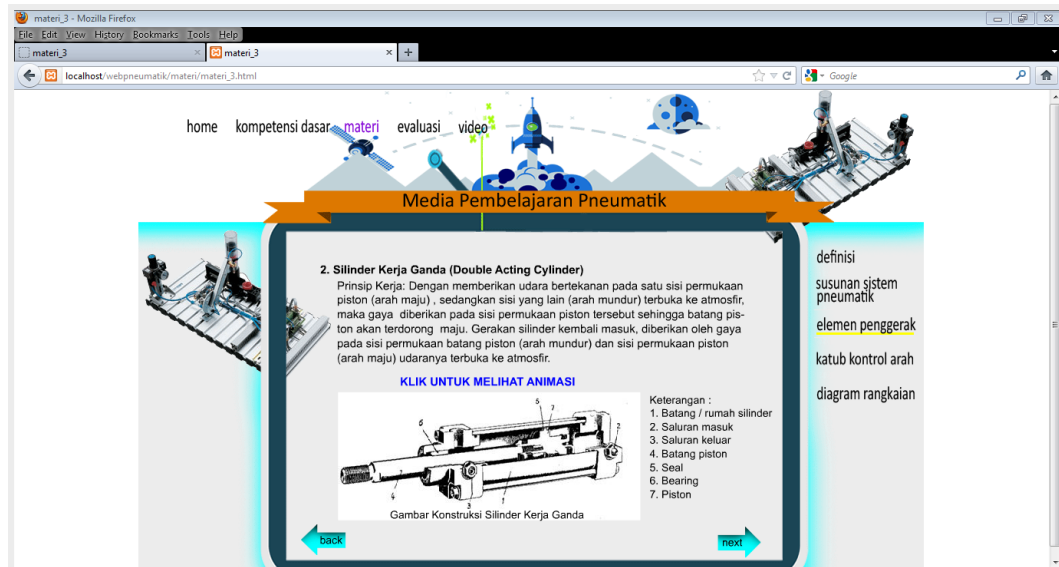 materi_3 - Mozilla Firefox
File Edit View History Bookmarks Tools Help
materi_3
materi_3
localhost/webpneumatik/materi/materi_3.html
Google
home kompetensi dasar materi evaluasi video
Media Pembelajaran Pneumatik
2. Silinder Kerja Ganda (Double Acting Cylinder)
Prinsip Kerja: Dengan memberikan udara bertekanan pada satu sisi permukaan
piston (arah maju) , sedangkan sisi yang lain (arah mundur) terbuka ke atmosfir,
maka gaya diberikan pada sisi permukaan piston tersebut sehingga batang pis-
ton akan terdorong maju. Gerakan silinder kembali masuk, diberikan oleh gaya
pada sisi permukaan batang piston (arah mundur) dan sisi permukaan piston
(arah maju) udaranya terbuka ke atmosfir.
KLIK UNTUK MELIHAT ANIMASI
5
7
6
2
4
3
1
Gambar Konstruksi Silinder Kerja Ganda
Keterangan :
1. Batang / rumah silinder
2. Saluran masuk
3. Saluran keluar
4. Batang piston
5. Seal
6. Bearing
7. Piston
back
next
definisi
susunan sistem
pneumatik
elemen penggerak
katub kontrol arah
diagram rangkaian